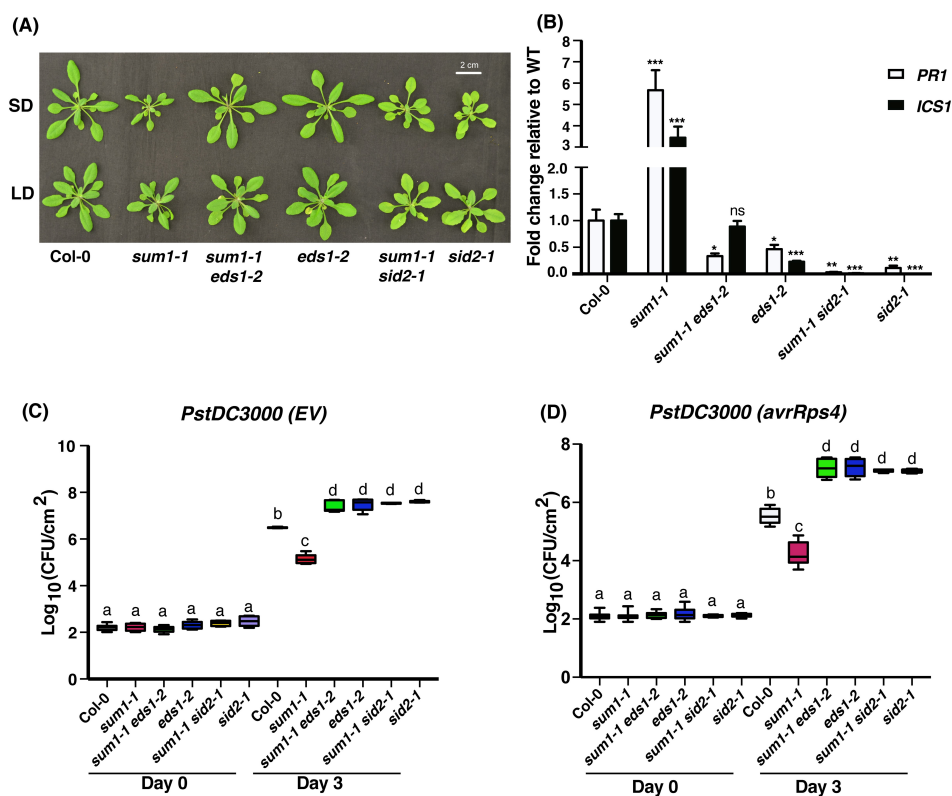 (A)
2 cm
SD
LD
Col-0 sum1-1 sum1-1 eds1-2 sum1-1 sid2-1
eds1-2 sid2-1
(B)
Fold change relative to WT
8
7
6
5
4
3
2.0
1.5
1.0
0.5
0.0
***
***
*
ns
*
***
**
***
**
***
PR1
ICS1
Col-0
sum1-1
sum1-1 eds1-2
eds1-2
sum1-1 sid2-1
sid2-1
(C)
PstDC3000 (EV)
Log10(CFU/cm2)
10
8
6
4
2
0
a a a a a a
b c d d d d
Col-0
sum1-1
sum1-1 eds1-2
eds1-2
sum1-1 sid2-1
sid2-1
Col-0
sum1-1
sum1-1 eds1-2
eds1-2
sum1-1 sid2-1
sid2-1
Day 0
Day 3
(D)
PstDC3000 (avrRps4)
Log10(CFU/cm2)
8
6
4
2
0
a a a a a a
b c d d d d
Col-0
sum1-1
sum1-1 eds1-2
eds1-2
sum1-1 sid2-1
sid2-1
Col-0
sum1-1
sum1-1 eds1-2
eds1-2
sum1-1 sid2-1
sid2-1
Day 0
Day 3